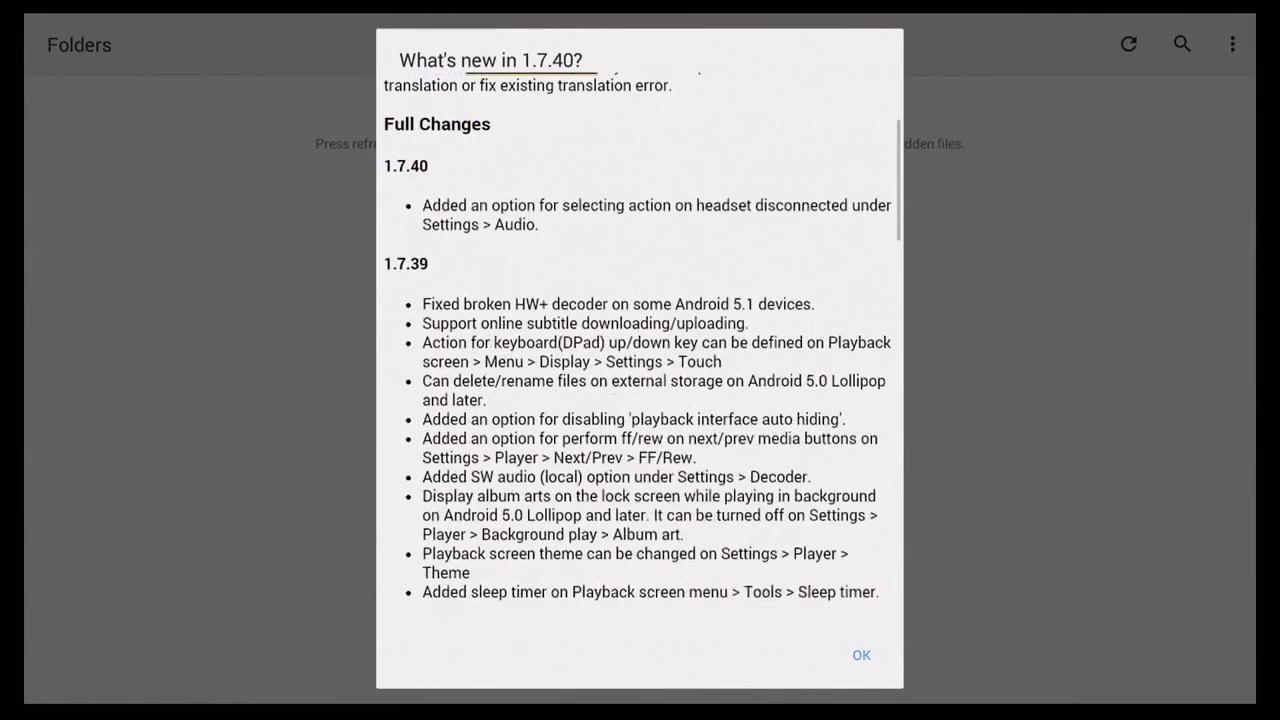 Folders
What's new in 1.7.40?
translation or fix existing translation error.
Full Changes
Press refr
dden files.
1.7.40
• Added an option for selecting action on headset disconnected under
Settings > Audio.
1.7.39
• Fixed broken HW+ decoder on some Android 5.1 devices.
• Support online subtitle downloading/uploading.
• Action for keyboard(DPad) up/down key can be defined on Playback
screen > Menu > Display > Settings > Touch
• Can delete/rename files on external storage on Android 5.0 Lollipop
and later.
• Added an option for disabling 'playback interface auto hiding'.
• Added an option for perform ff/rew on next/prev media buttons on
Settings > Player > Next/Prev > FF/Rew.
• Added SW audio (local) option under Settings > Decoder.
• Display album arts on the lock screen while playing in background
on Android 5.0 Lollipop and later. It can be turned off on Settings >
Player > Background play > Album art.
• Playback screen theme can be changed on Settings > Player >
Theme
• Added sleep timer on Playback screen menu > Tools > Sleep timer.
OK